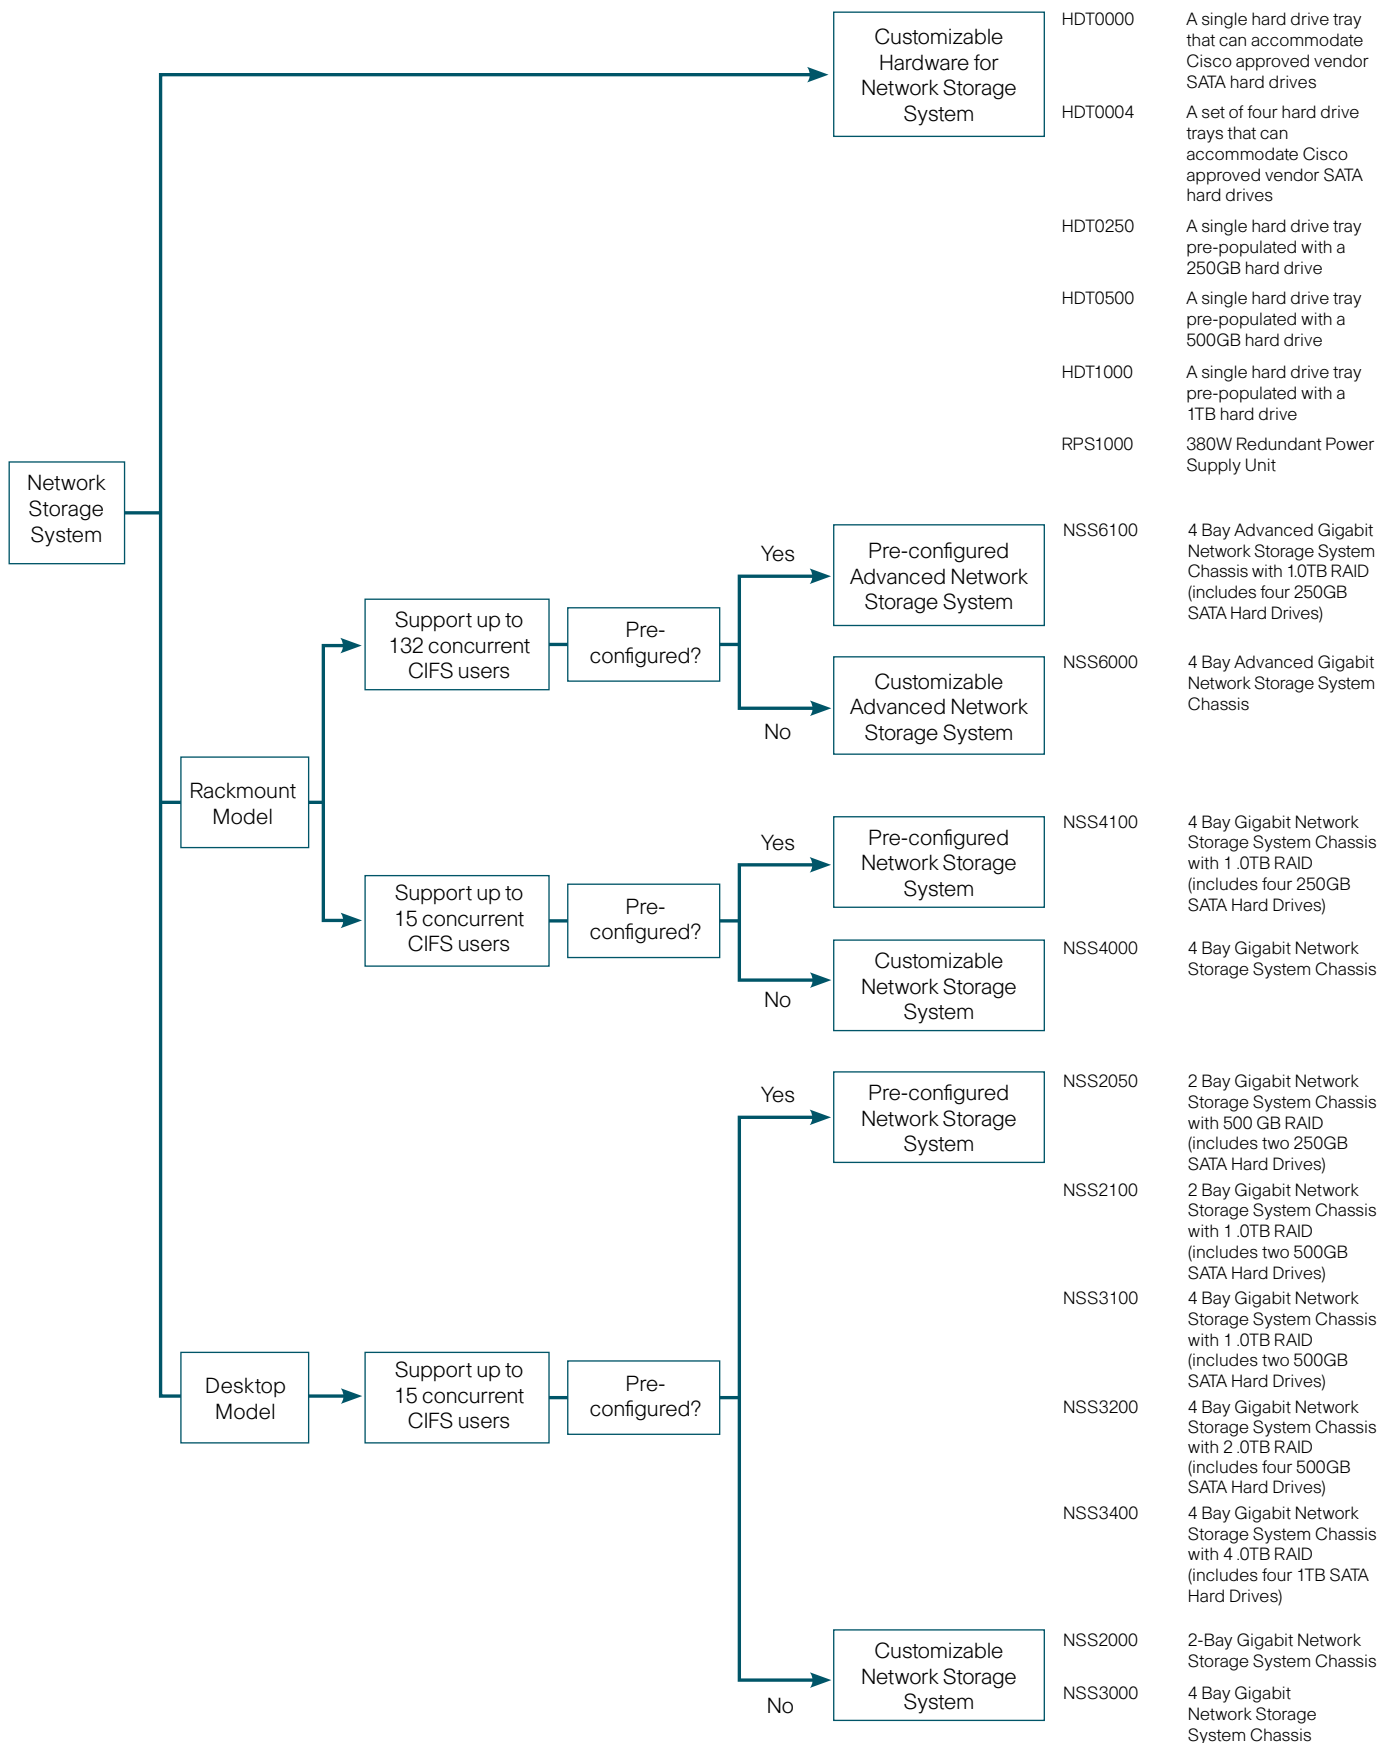 Customizable
Hardware for
Network Storage
System
HDT0000
A single hard drive tray
that can accommodate
Cisco approved vendor
SATA hard drives
HDT0004
A set of four hard drive
trays that can
accommodate Cisco
approved vendor SATA
hard drives
HDT0250
A single hard drive tray
pre-populated with a
250GB hard drive
HDT0500
A single hard drive tray
pre-populated with a
500GB hard drive
HDT1000
A single hard drive tray
pre-populated with a
1TB hard drive
RPS1000
380W Redundant Power
Supply Unit
Network
Storage
System
Rackmount
Model
Support up to
132 concurrent
CIFS users
Pre-
configured?
Yes
Pre-configured
Advanced Network
Storage System
NSS6100
4 Bay Advanced Gigabit
Network Storage System
Chassis with 1.0TB RAID
(includes four 250GB
SATA Hard Drives)
No
Customizable
Advanced Network
Storage System
NSS6000
4 Bay Advanced Gigabit
Network Storage System
Chassis
Support up to
15 concurrent
CIFS users
Pre-
configured?
Yes
Pre-configured
Network Storage
System
NSS4100
4 Bay Gigabit Network
Storage System Chassis
with 1 .0TB RAID
(includes four 250GB
SATA Hard Drives)
No
Customizable
Network Storage
System
NSS4000
4 Bay Gigabit Network
Storage System Chassis
Desktop
Model
Support up to
15 concurrent
CIFS users
Pre-
configured?
Yes
Pre-configured
Network Storage
System
NSS2050
2 Bay Gigabit Network
Storage System Chassis
with 500 GB RAID
(includes two 250GB
SATA Hard Drives)
NSS2100
2 Bay Gigabit Network
Storage System Chassis
with 1 .0TB RAID
(includes two 500GB
SATA Hard Drives)
NSS3100
4 Bay Gigabit Network
Storage System Chassis
with 1 .0TB RAID
(includes two 500GB
SATA Hard Drives)
NSS3200
4 Bay Gigabit Network
Storage System Chassis
with 2 .0TB RAID
(includes four 500GB
SATA Hard Drives)
NSS3400
4 Bay Gigabit Network
Storage System Chassis
with 4 .0TB RAID
(includes four 1TB SATA
Hard Drives)
No
Customizable
Network Storage
System
NSS2000
2-Bay Gigabit Network
Storage System Chassis
NSS3000
4 Bay Gigabit
Network Storage
System Chassis